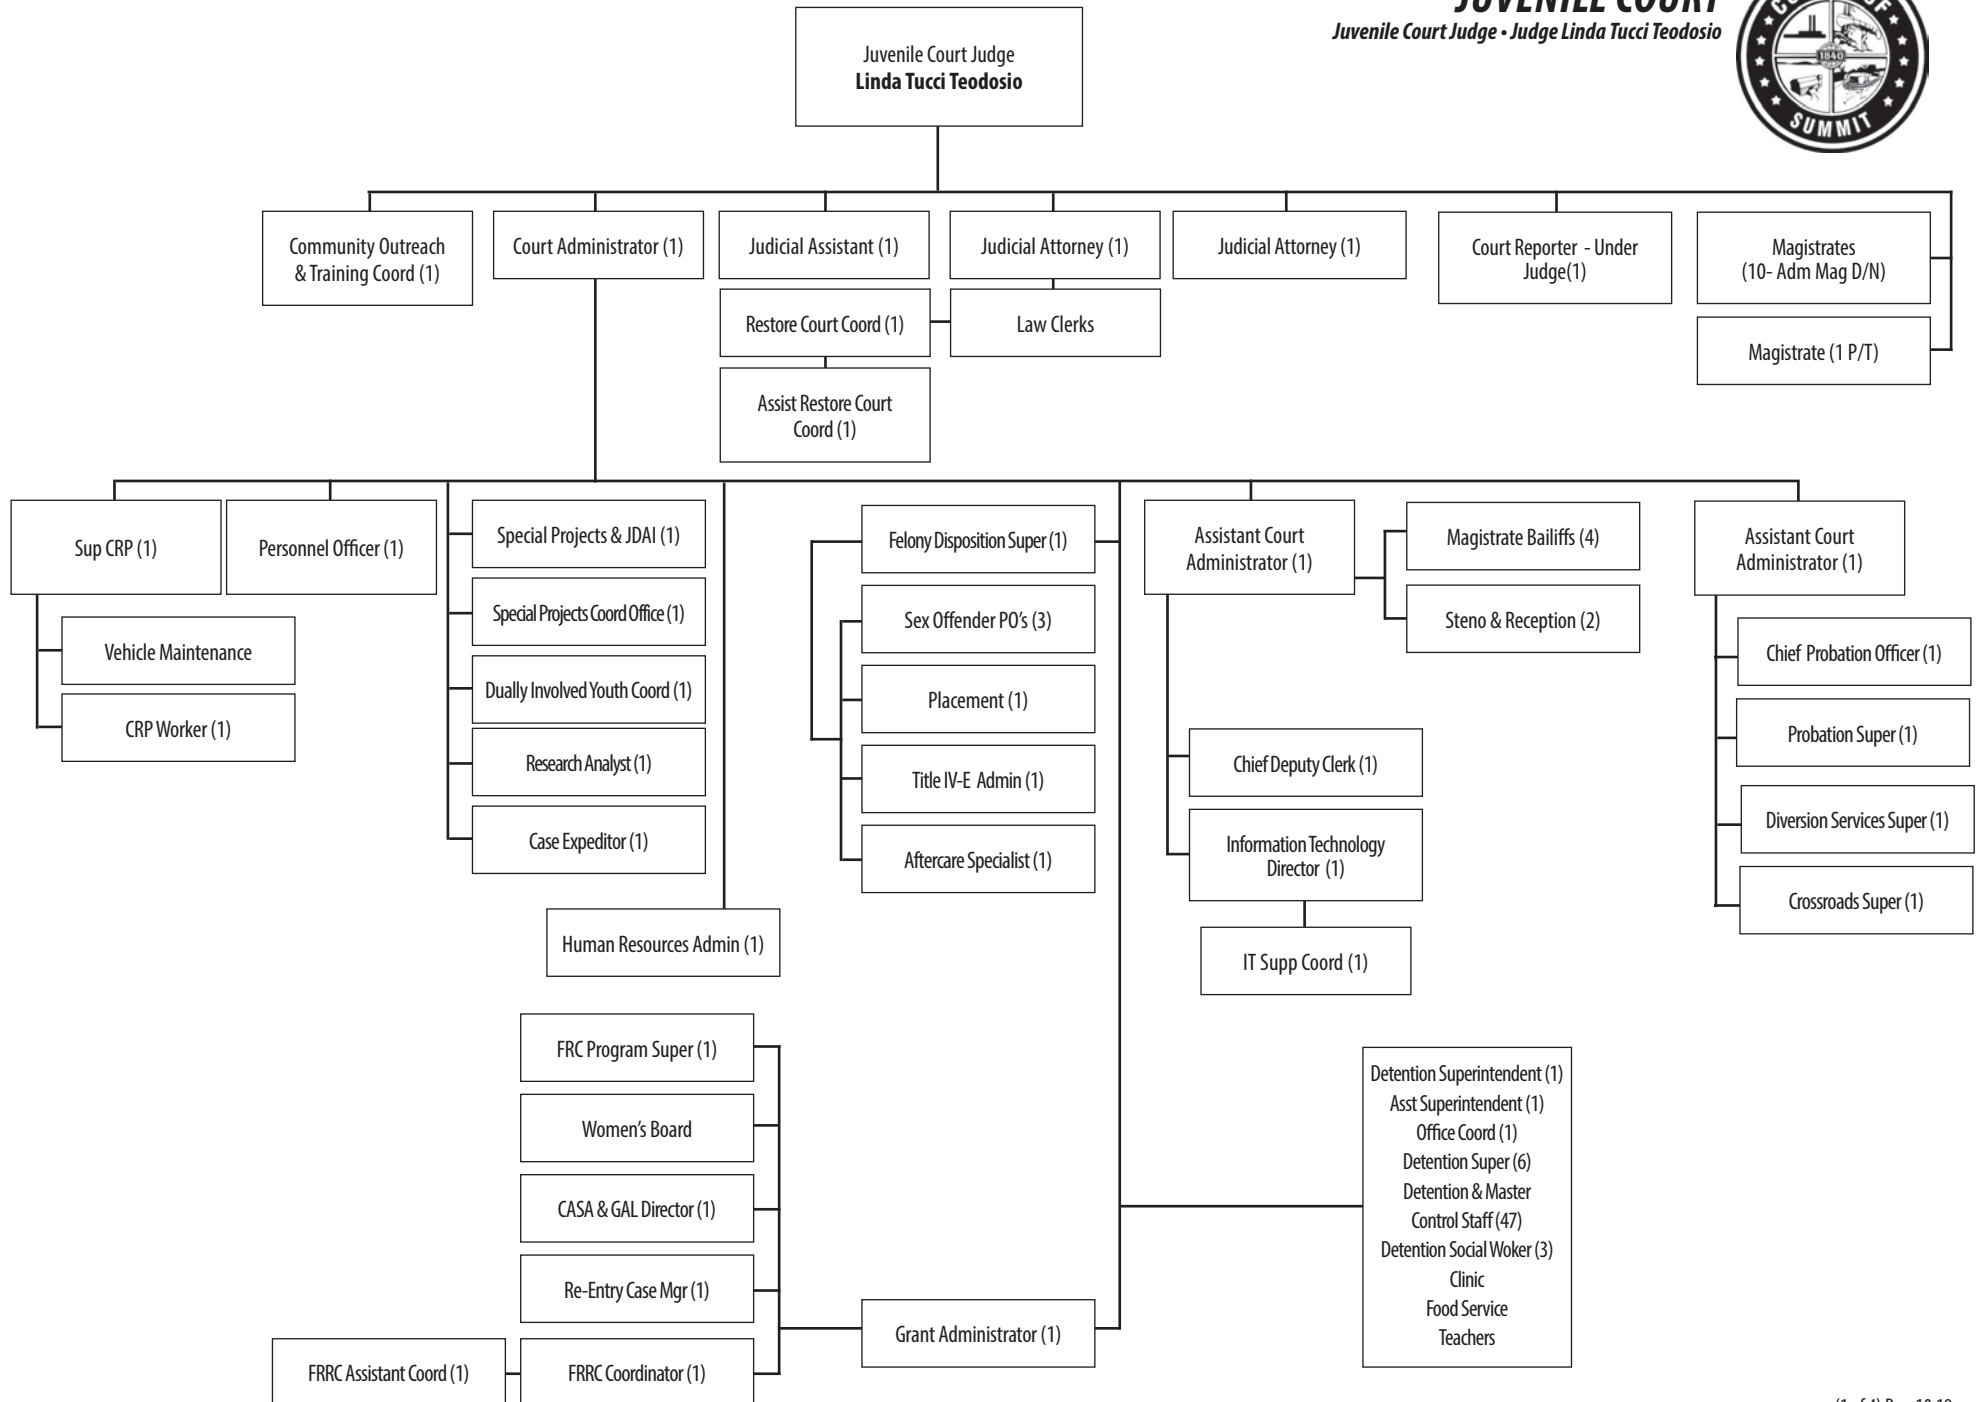 JUVENILE COURT
Juvenile Court Judge • Judge Linda Tucci Teodosio
COUNTY OF
1840
SUMMIT
Juvenile Court Judge
Linda Tucci Teodosio
Community Outreach
& Training Coord (1)
Court Administrator (1)
Judicial Assistant (1)
Judicial Attorney (1)
Judicial Attorney (1)
Court Reporter - Under
Judge(1)
Magistrates
(10- Adm Mag D/N)
Restore Court Coord (1)
Law Clerks
Magistrate (1 P/T)
Assist Restore Court
Coord (1)
Sup CRP (1)
Personnel Officer (1)
Vehicle Maintenance
CRP Worker (1)
Special Projects & JDAI (1)
Special Projects Coord Office (1)
Dually Involved Youth Coord (1)
Research Analyst (1)
Case Expeditor (1)
Human Resources Admin (1)
Felony Disposition Super (1)
Sex Offender PO's (3)
Placement (1)
Title IV-E Admin (1)
Aftercare Specialist (1)
Assistant Court
Administrator (1)
Magistrate Bailiffs (4)
Steno & Reception (2)
Chief Deputy Clerk (1)
Information Technology
Director (1)
IT Supp Coord (1)
Assistant Court
Administrator (1)
Chief Probation Officer (1)
Probation Super (1)
Diversion Services Super (1)
Crossroads Super (1)
FRC Program Super (1)
Women's Board
CASA & GAL Director (1)
Re-Entry Case Mgr (1)
FRRC Assistant Coord (1)
FRRC Coordinator (1)
Grant Administrator (1)
Detention Superintendent (1)
Asst Superintendent (1)
Office Coord (1)
Detention Super (6)
Detention & Master
Control Staff (47)
Detention Social Woker (3)
Clinic
Food Service
Teachers